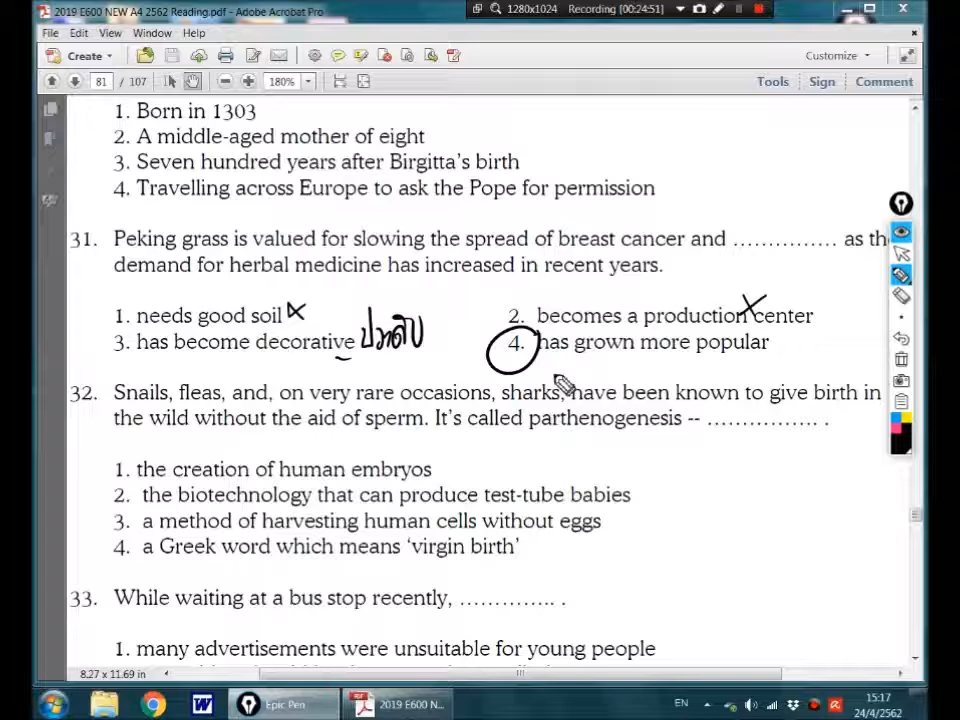 2019 E600 NEW A4 2562 Reading.pdf - Adobe Acrobat Pro
1280x1024 Recording [00:24:51]
File Edit View Window Help
Create Customize
81 / 107 180% Tools Sign Comment
1. Born in 1303
2. A middle-aged mother of eight
3. Seven hundred years after Birgitta's birth
4. Travelling across Europe to ask the Pope for permission
31. Peking grass is valued for slowing the spread of breast cancer and …………… as th
demand for herbal medicine has increased in recent years.
1. needs good soil 2. becomes a production center
3. has become decorative 4. has grown more popular
32. Snails, fleas, and, on very rare occasions, sharks, have been known to give birth in
the wild without the aid of sperm. It's called parthenogenesis -- ……………. .
1. the creation of human embryos
2. the biotechnology that can produce test-tube babies
3. a method of harvesting human cells without eggs
4. a Greek word which means 'virgin birth'
33. While waiting at a bus stop recently, ………….. .
1. many advertisements were unsuitable for young people
8.27 x 11.69 in
Epic Pen 2019 E600 N... EN 15:17
24/4/2562